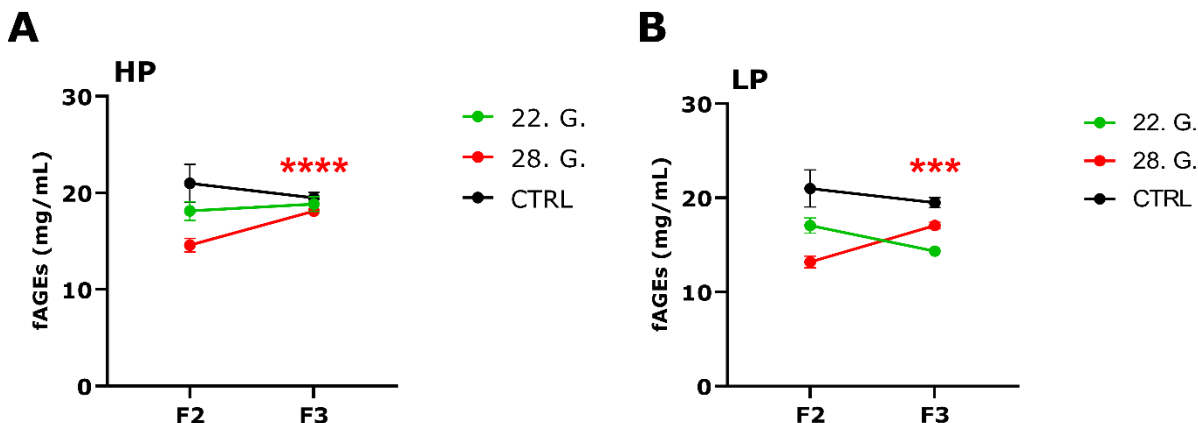 A
HP
fAGEs (mg/mL)
30
20
10
0
F2
F3
****
22. G.
28. G.
CTRL
B
LP
fAGEs (mg/mL)
30
20
10
0
F2
F3
***
22. G.
28. G.
CTRL